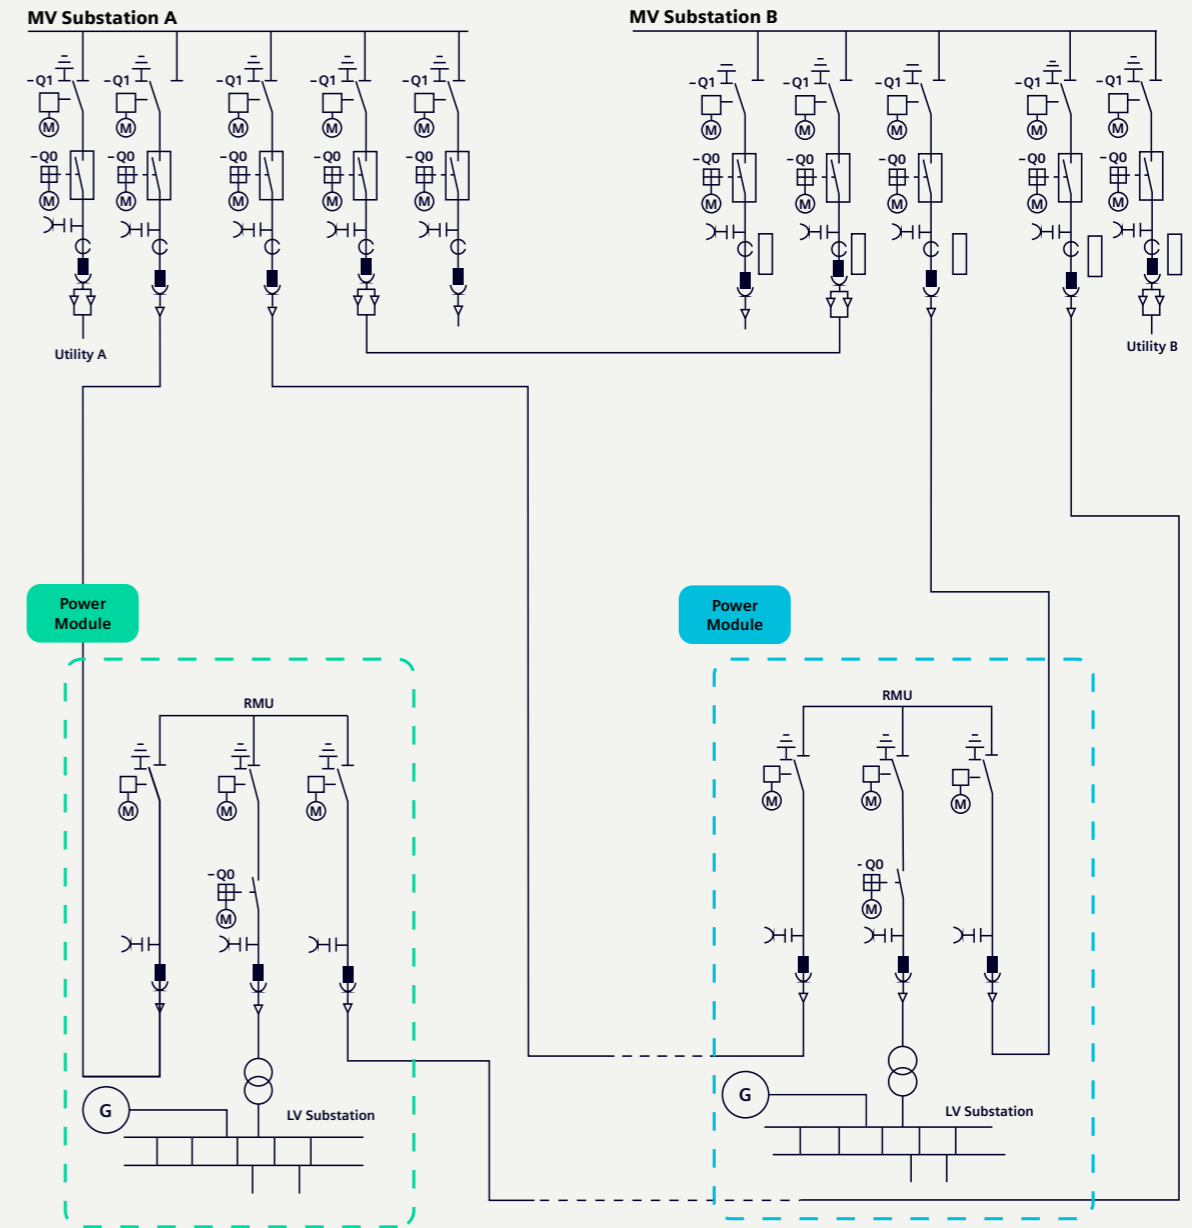 MV Substation A
MV Substation B
–Q1
–Q1
–Q1
–Q1
–Q1
–Q1
–Q1
–Q1
–Q1
–Q1
M
M
M
M
M
M
M
M
M
M
–Q0
–Q0
–Q0
–Q0
–Q0
–Q0
–Q0
–Q0
–Q0
–Q0
M
M
M
M
M
M
M
M
M
M
Utility A
Utility B
Power
Module
Power
Module
RMU
M
M
M
–Q0
M
G
LV Substation
RMU
M
M
M
- Q0
M
G
LV Substation